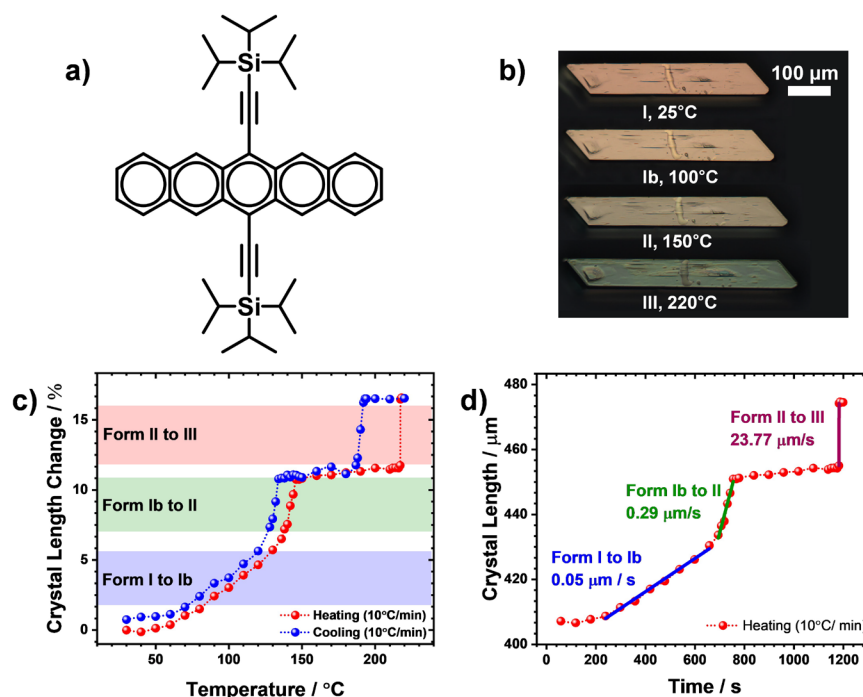 a)
Si
Si
b)
100 µm
I, 25°C
Ib, 100°C
II, 150°C
III, 220°C
c)
Crystal Length Change / %
15
10
5
0
Form II to III
Form Ib to II
Form I to Ib
Heating (10°C/min)
Cooling (10°C/min)
50
100
150
200
Temperature / °C
d)
Crystal Length / µm
480
460
440
420
400
Form II to III
23.77 µm/s
Form Ib to II
0.29 µm/s
Form I to Ib
0.05 µm / s
Heating (10°C/ min)
0
200
400
600
800
1000
1200
Time / s